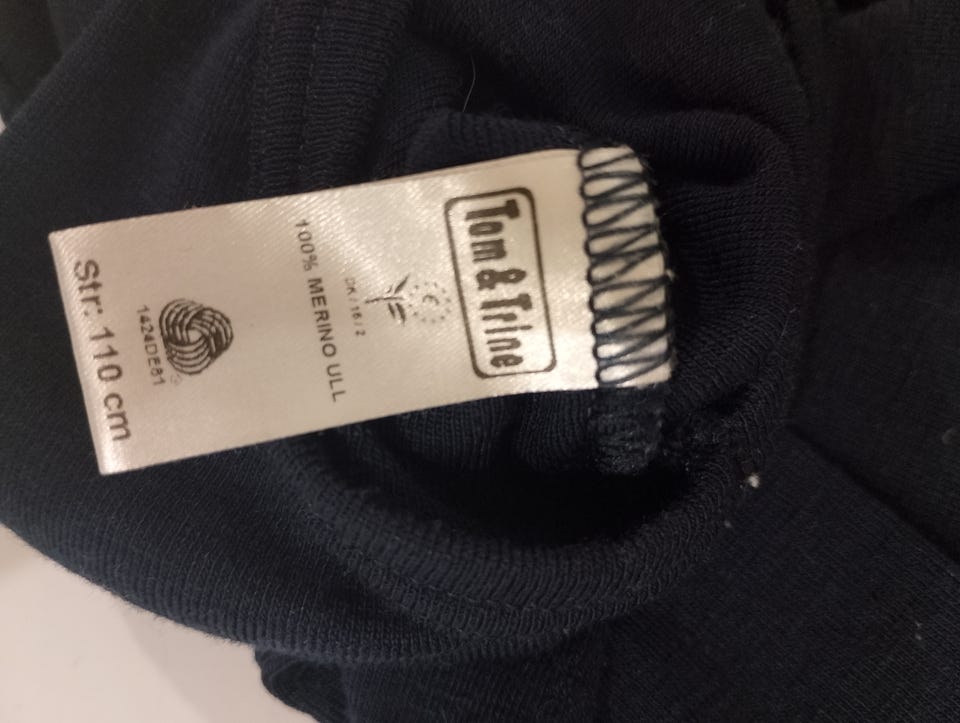 Tom & Trine
DK / 16 / 2
100% MERINO ULL
1424DE81
Str: 110 cm